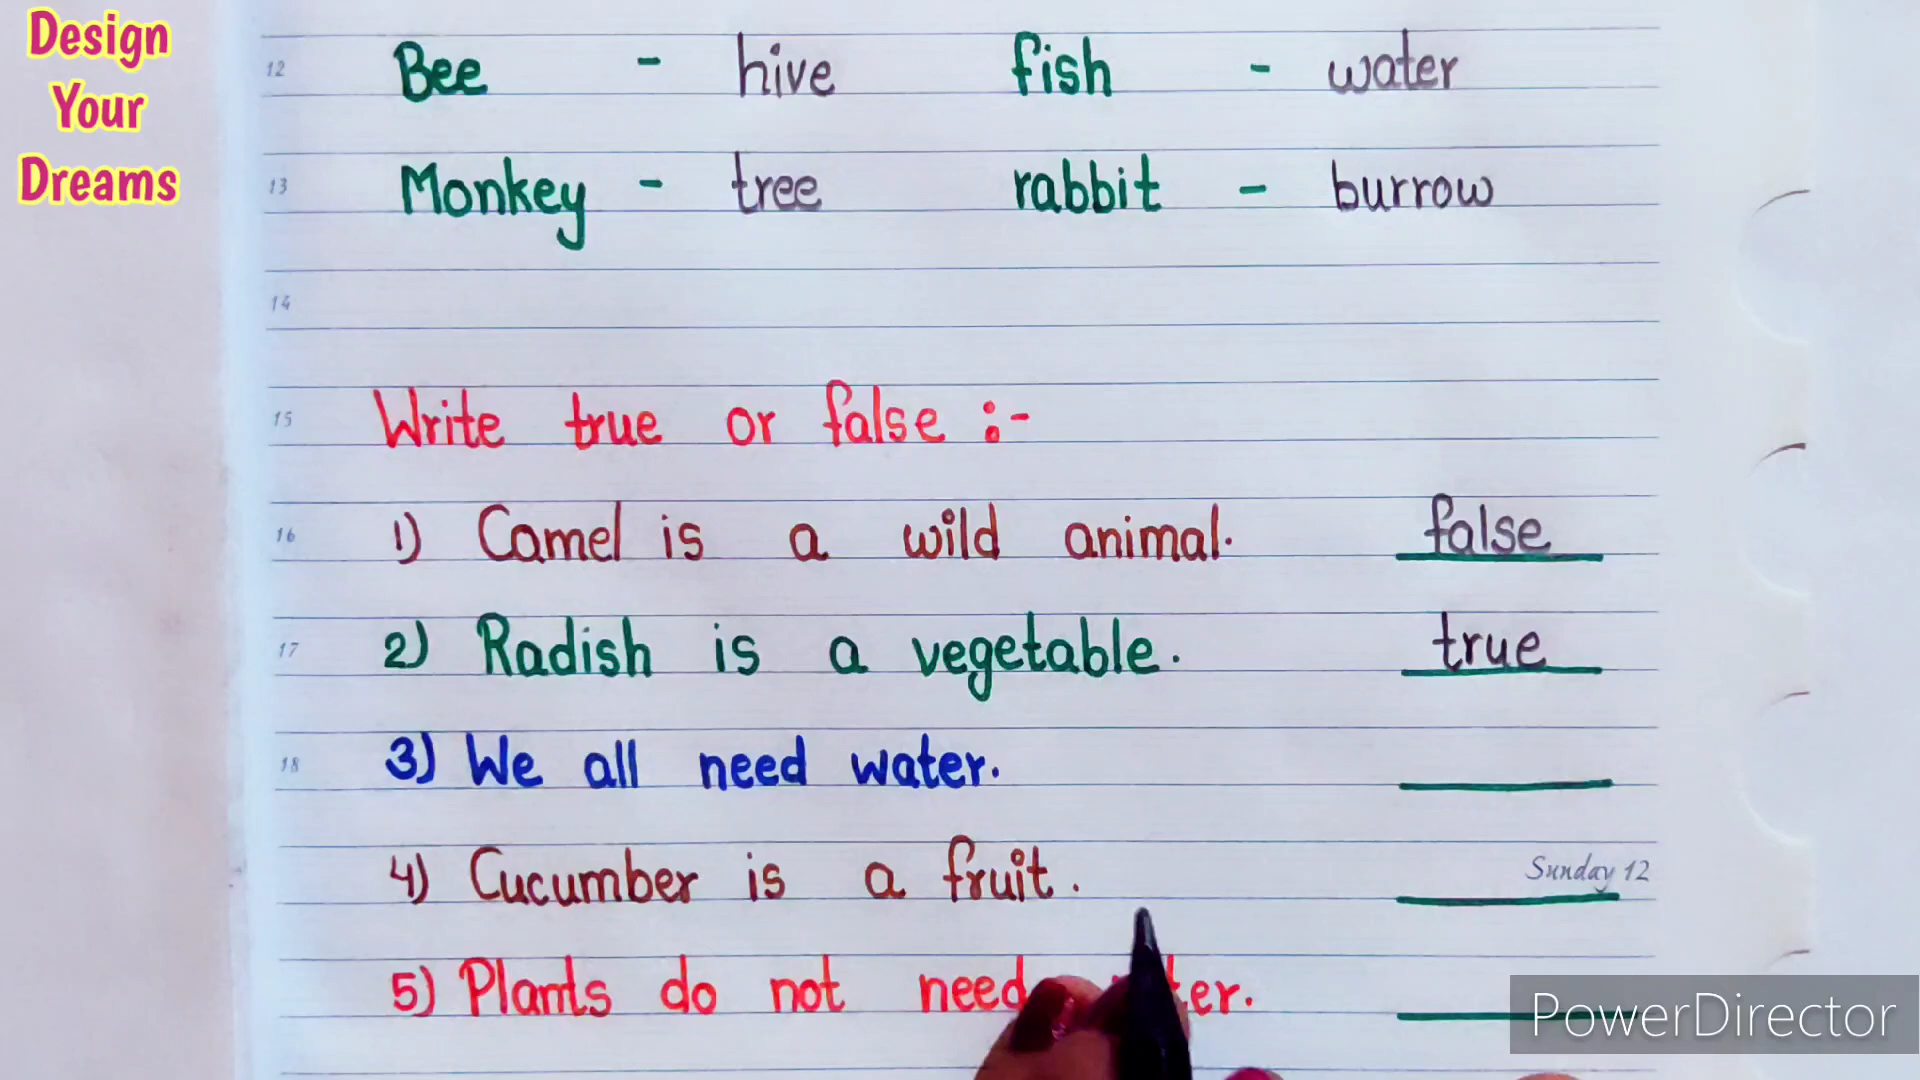 Design
Your
Dreams
12 Bee - hive fish - water
13 Monkey - tree rabbit - burrow
14
15 Write true or false :-
16 1) Camel is a wild animal. false
17 2) Radish is a vegetable. true
18 3) We all need water.
4) Cucumber is a fruit.
Sunday 12
5) Plants do not need
PowerDirector